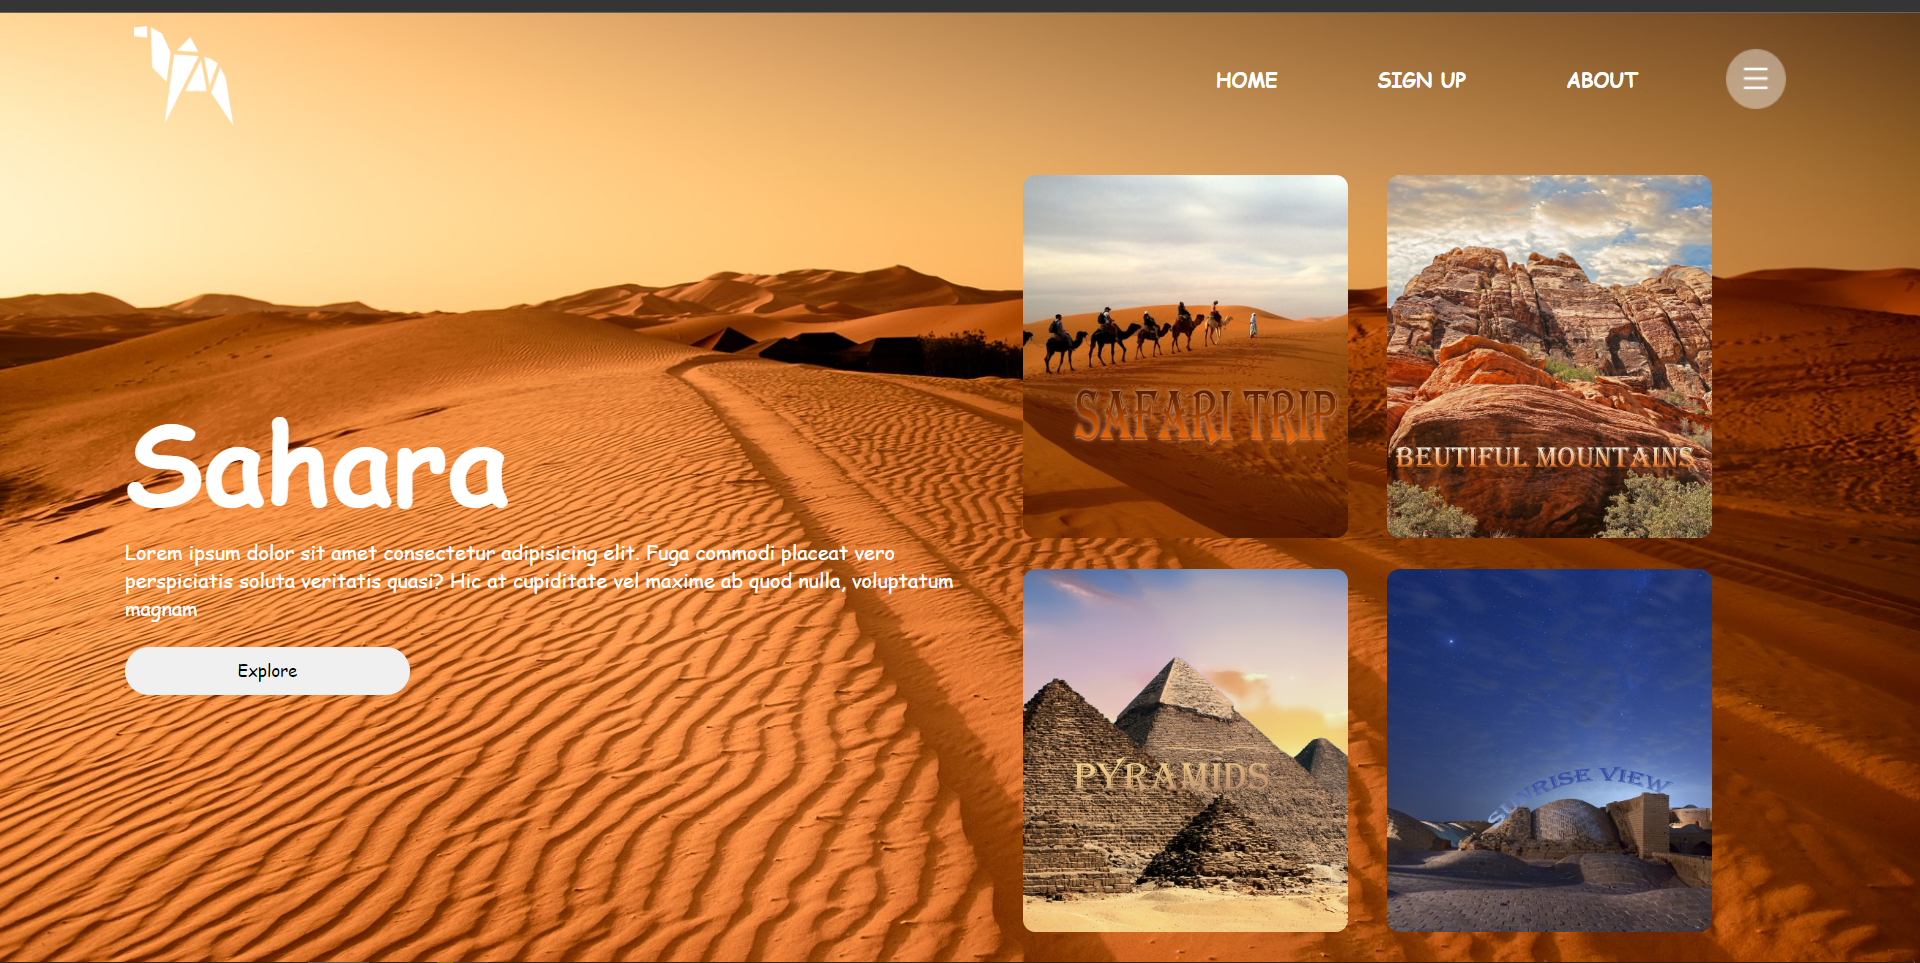 HOME
SIGN UP
ABOUT
SAFARI TRIP
BEUTIFUL MOUNTAINS
Sahara
Lorem ipsum dolor sit amet consectetur adipisicing elit. Fuga commodi placeat vero
perspiciatis soluta veritatis quasi? Hic at cupiditate vel maxime ab quod nulla, voluptatum
magnam
Explore
PYRAMIDS
SUNRISE VIEW